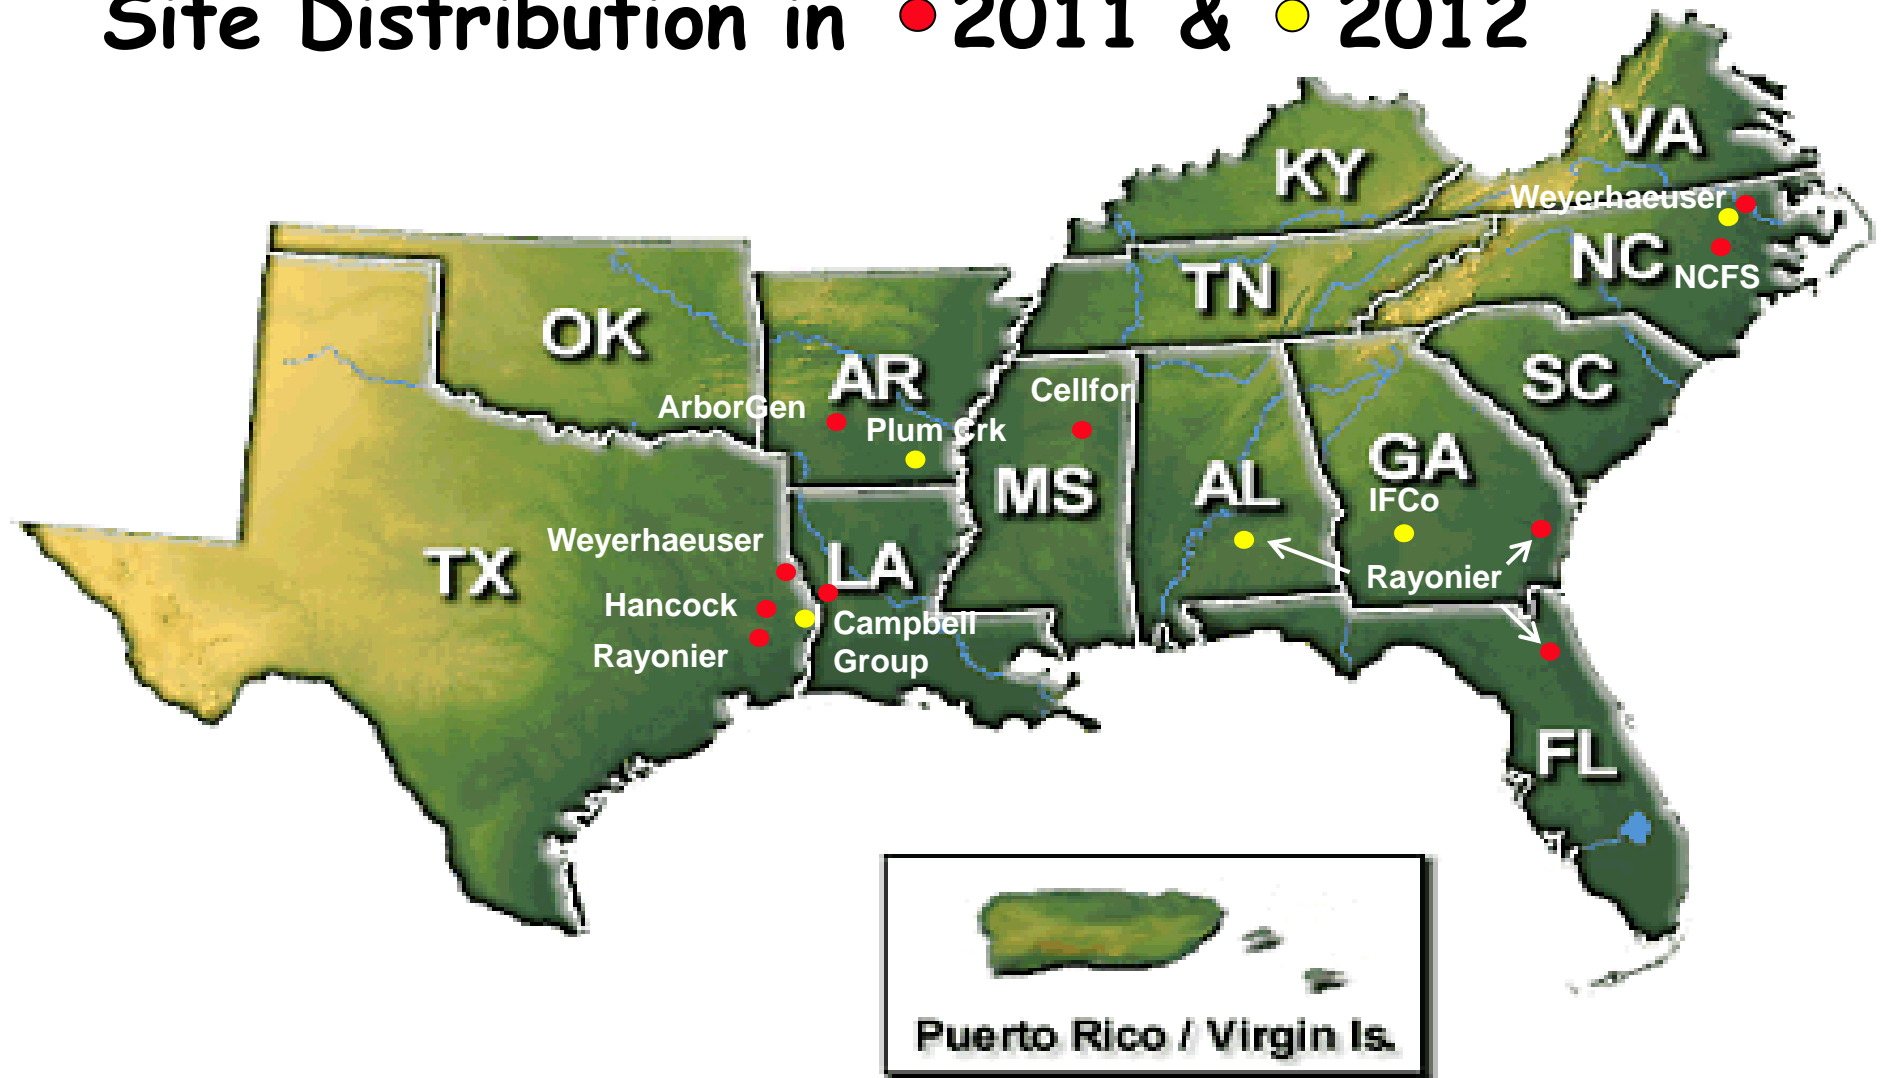 Site Distribution in 2011 & 2012
VA
KY
Weyerhaeuser
NC
NCFS
TN
OK
AR
SC
Cellfor
ArborGen
Plum Crk
GA
MS
AL
IFCo
Weyerhaeuser
LA
TX
Rayonier
Hancock
Campbell
Group
Rayonier
FL
Puerto Rico / Virgin Is.